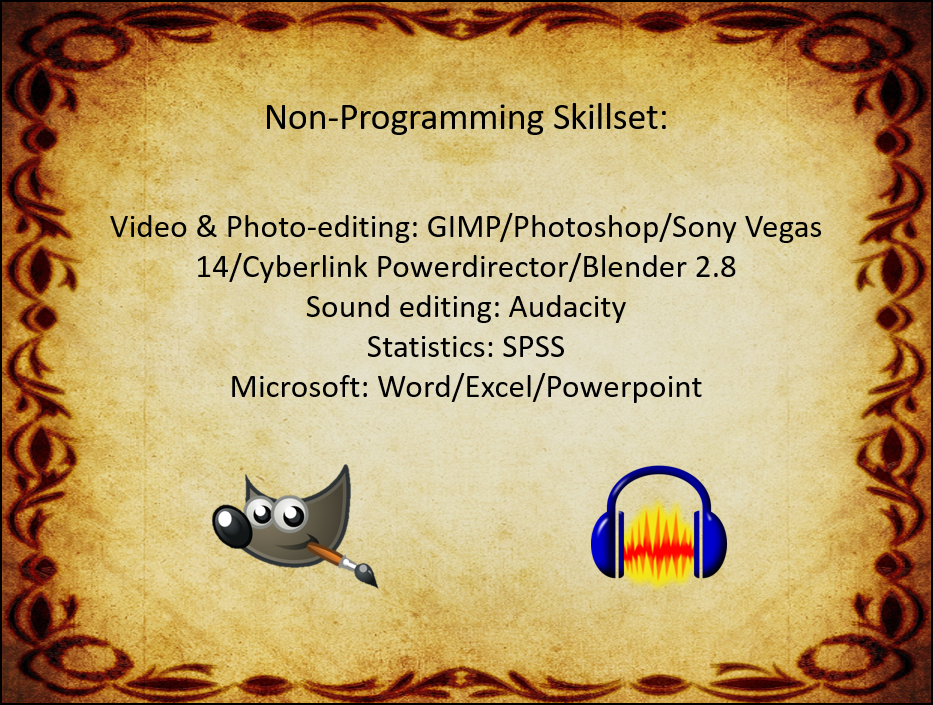 Non-Programming Skillset:
Video & Photo-editing: GIMP/Photoshop/Sony Vegas
14/Cyberlink Powerdirector/Blender 2.8
Sound editing: Audacity
Statistics: SPSS
Microsoft: Word/Excel/Powerpoint